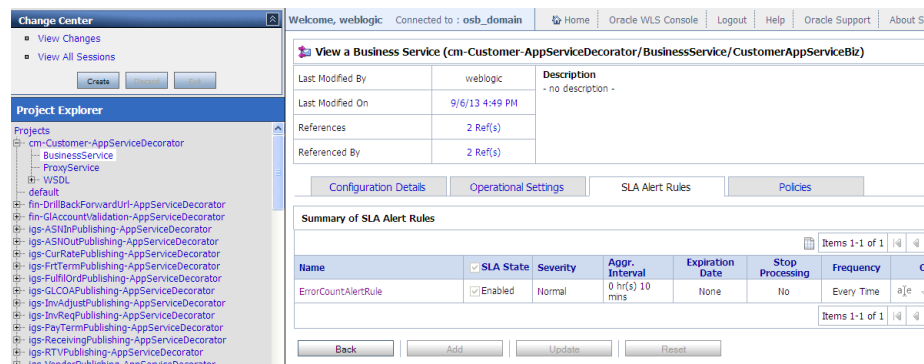 Change Center
View Changes
View All Sessions
Create Discard Exit
Project Explorer
Projects
cm-Customer-AppServiceDecorator
BusinessService
ProxyService
WSDL
default
fin-DrillBackForwardUrl-AppServiceDecorator
fin-GlAccountValidation-AppServiceDecorator
igs-ASNInPublishing-AppServiceDecorator
igs-ASNOutPublishing-AppServiceDecorator
igs-CurRatePublishing-AppServiceDecorator
igs-FrtTermPublishing-AppServiceDecorator
igs-FulfilOrdPublishing-AppServiceDecorator
igs-GLCOAPublishing-AppServiceDecorator
igs-InvAdjustPublishing-AppServiceDecorator
igs-InvReqPublishing-AppServiceDecorator
igs-PayTermPublishing-AppServiceDecorator
igs-ReceivingPublishing-AppServiceDecorator
igs-RTVPublishing-AppServiceDecorator
igs-VendorPublishing-AppServiceDecorator
Welcome, weblogic Connected to : osb_domain Home Oracle WLS Console Logout Help Oracle Support About S
View a Business Service (cm-Customer-AppServiceDecorator/BusinessService/CustomerAppServiceBiz)
Last Modified By weblogic Description
- no description -
Last Modified On 9/6/13 4:49 PM
References 2 Ref(s)
Referenced By 2 Ref(s)
Configuration Details Operational Settings SLA Alert Rules Policies
Summary of SLA Alert Rules
Items 1-1 of 1
Name SLA State Severity Aggr. Interval Expiration Date Stop Processing Frequency
ErrorCountAlertRule Enabled Normal 0 hr(s) 10 mins None No Every Time
Items 1-1 of 1
Back Add Update Reset